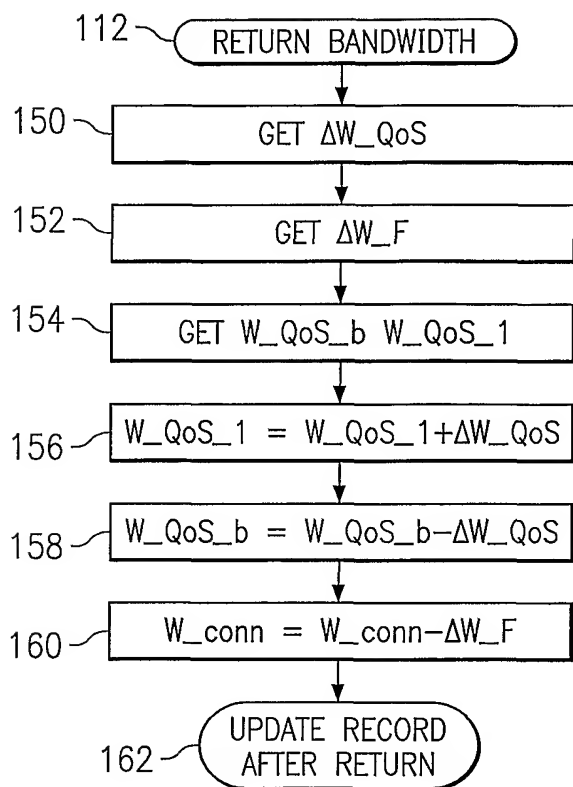 112 RETURN BANDWIDTH
150 GET ΔW_QoS
152 GET ΔW_F
154 GET W_QoS_b W_QoS_1
156 W_QoS_1 = W_QoS_1+ΔW_QoS
158 W_QoS_b = W_QoS_b−ΔW_QoS
160 W_conn = W_conn−ΔW_F
UPDATE RECORD
162 AFTER RETURN